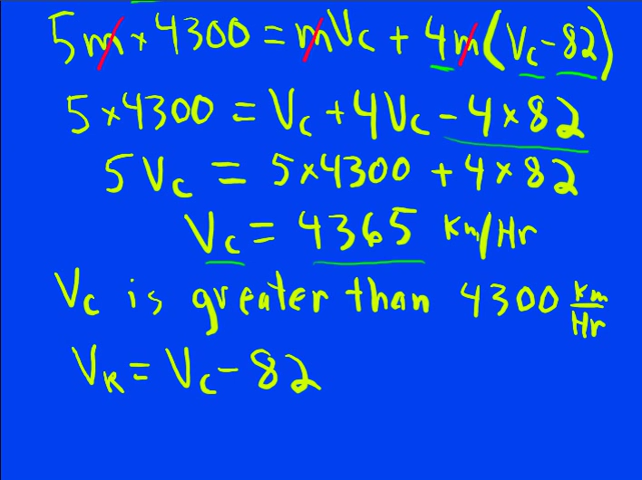 5m × 4300 = mVc + 4m(Vc - 82)
5 × 4300 = Vc + 4Vc - 4 × 82
5Vc = 5 × 4300 + 4 × 82
Vc = 4365 Km/Hr
Vc is greater than 4300 Km/Hr
VR = Vc - 82